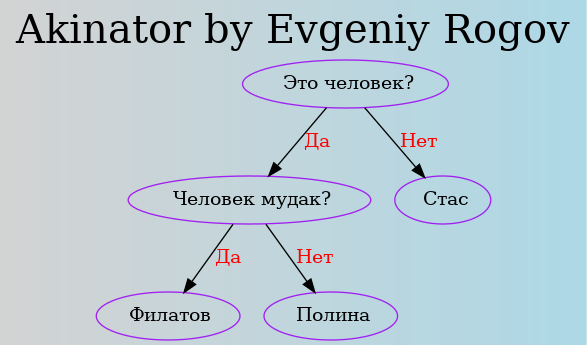 Akinator by Evgeniy Rogov
Это человек?
Да
Нет
Человек мудак?
Стас
Да
Нет
Филатов
Полина